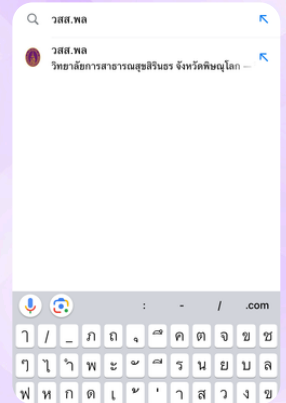 วสส.พล
วสส.พล
วิทยาลัยการสาธารณสุขสิรินธร จังหวัดพิษณุโลก —
: - / .com
ๅ / _ ภ ถ ุ ึ ค ต จ ข ช
ๆ ไ ำ พ ะ ั ี ร น ย บ ล
ฟ ห ก ด เ ้ ่ า ส ว ง ข